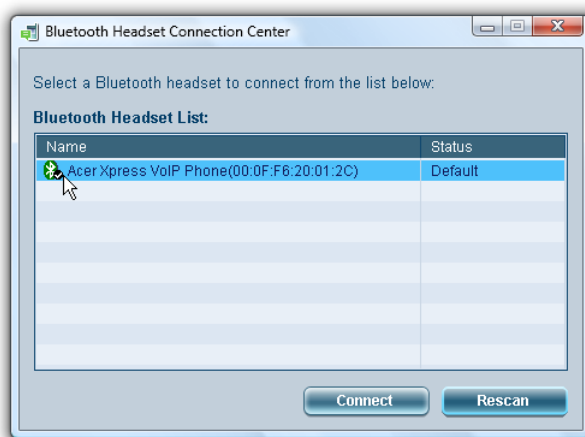 Bluetooth Headset Connection Center
Select a Bluetooth headset to connect from the list below:
Bluetooth Headset List:
Name Status
Acer Xpress VoIP Phone(00:0F:F6:20:01:2C) Default
Connect Rescan